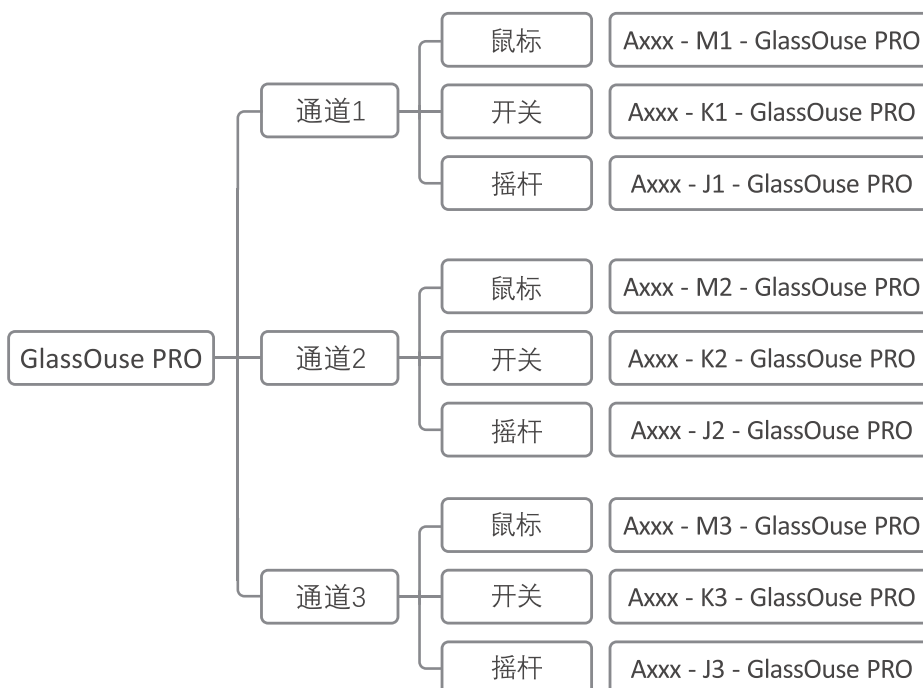 鼠标 Axxx - M1 - GlassOuse PRO
通道1 开关 Axxx - K1 - GlassOuse PRO
摇杆 Axxx - J1 - GlassOuse PRO
鼠标 Axxx - M2 - GlassOuse PRO
GlassOuse PRO 通道2 开关 Axxx - K2 - GlassOuse PRO
摇杆 Axxx - J2 - GlassOuse PRO
鼠标 Axxx - M3 - GlassOuse PRO
通道3 开关 Axxx - K3 - GlassOuse PRO
摇杆 Axxx - J3 - GlassOuse PRO